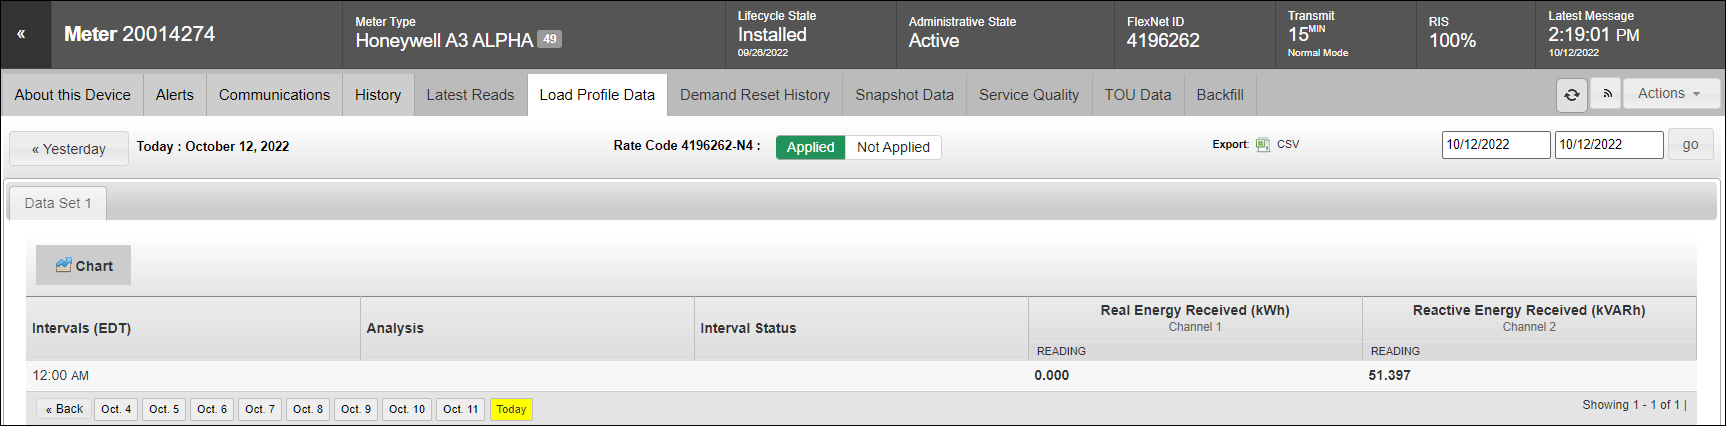 «
Meter 20014274
Meter Type
Honeywell A3 ALPHA 49
Lifecycle State
Installed
09/26/2022
Administrative State
Active
FlexNet ID
4196262
Transmit
15MIN
Normal Mode
RIS
100%
Latest Message
2:19:01 PM
10/12/2022
About this Device Alerts Communications History Latest Reads Load Profile Data Demand Reset History Snapshot Data Service Quality TOU Data Backfill Actions
« Yesterday Today : October 12, 2022 Rate Code 4196262-N4 : Applied Not Applied Export: CSV 10/12/2022 10/12/2022 go
Data Set 1
Chart
Intervals (EDT) Analysis Interval Status
Real Energy Received (kWh)
Channel 1
READING
Reactive Energy Received (kVARh)
Channel 2
READING
12:00 AM 0.000 51.397
« Back Oct. 4 Oct. 5 Oct. 6 Oct. 7 Oct. 8 Oct. 9 Oct. 10 Oct. 11 Today Showing 1 - 1 of 1 |